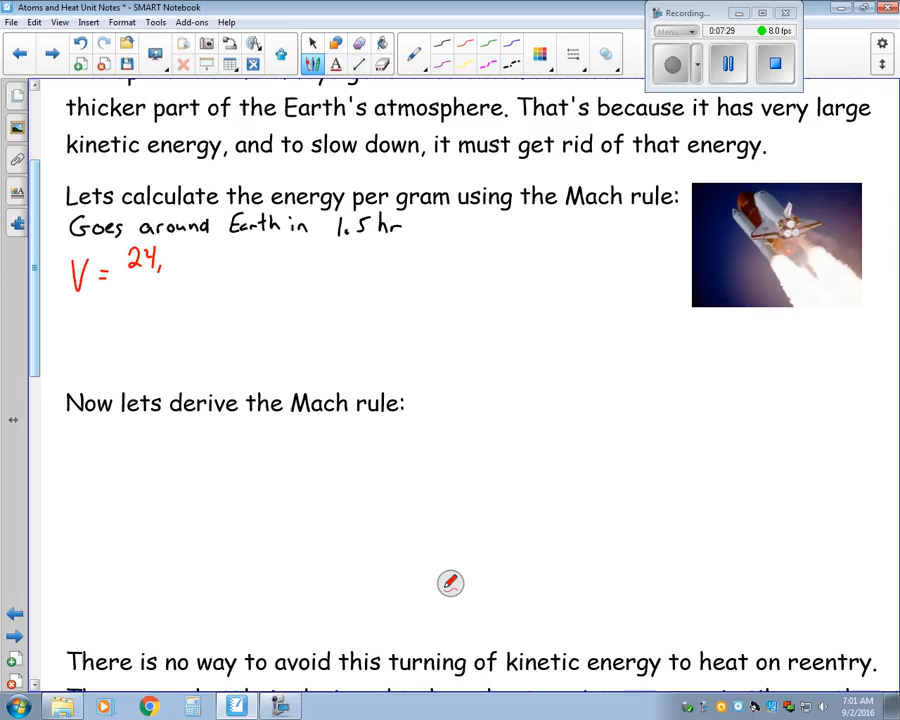 Atoms and Heat Unit Notes * - SMART Notebook
Recording...
File Edit View Insert Format Tools Add-ons Help
Menu
0:07:29
8.0 fps
thicker part of the Earth's atmosphere. That's because it has very large
kinetic energy, and to slow down, it must get rid of that energy.
Lets calculate the energy per gram using the Mach rule:
Goes around Earth in 1.5 hr
V = 24,
Now lets derive the Mach rule:
There is no way to avoid this turning of kinetic energy to heat on reentry.
7:01 AM
9/2/2016